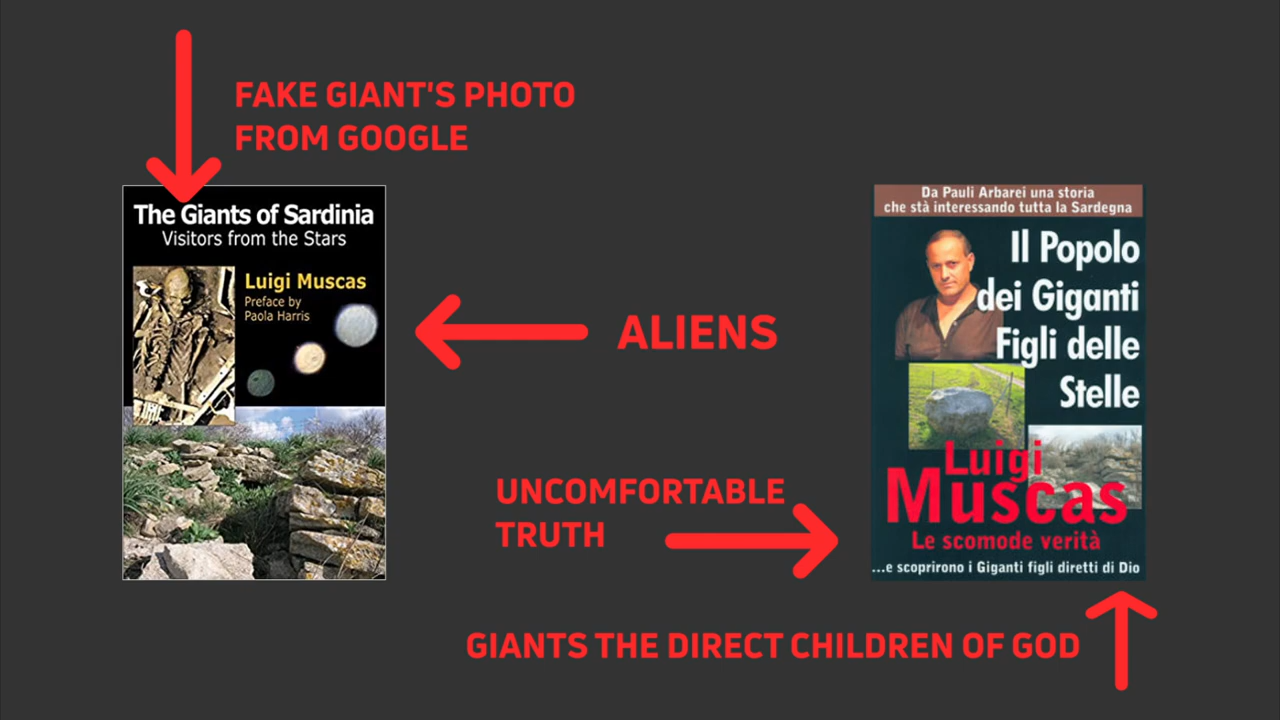 FAKE GIANT'S PHOTO
FROM GOOGLE
The Giants of Sardinia
Visitors from the Stars
Luigi Muscas
Preface by
Paola Harris
ALIENS
Da Pauli Arbarei una storia
che stà interessando tutta la Sardegna
Il Popolo
dei Giganti
Figli delle
Stelle
UNCOMFORTABLE
TRUTH
Luigi
Muscas
Le scomode verità
...e scoprirono i Giganti figli diretti di Dio
GIANTS THE DIRECT CHILDREN OF GOD